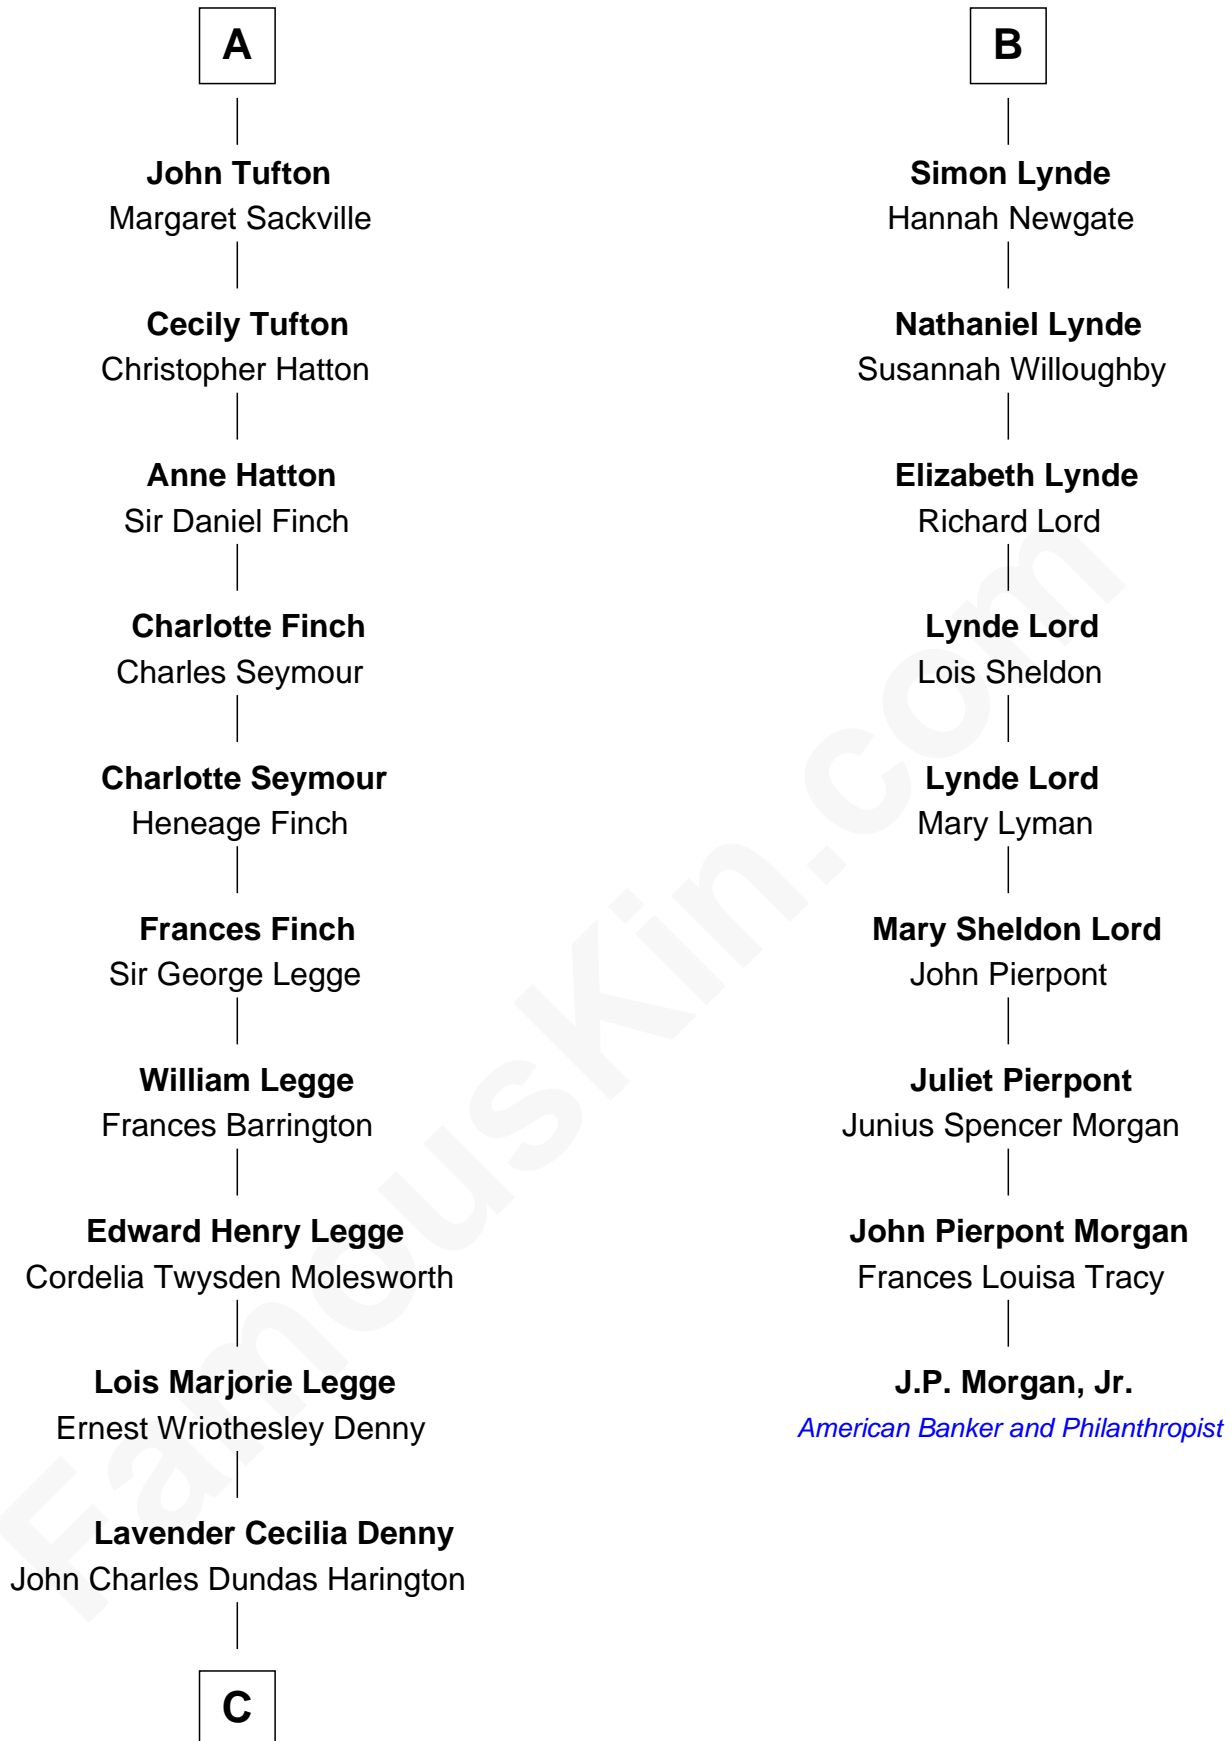 A
John Tufton
Margaret Sackville
Cecily Tufton
Christopher Hatton
Anne Hatton
Sir Daniel Finch
Charlotte Finch
Charles Seymour
Charlotte Seymour
Heneage Finch
Frances Finch
Sir George Legge
William Legge
Frances Barrington
Edward Henry Legge
Cordelia Twysden Molesworth
Lois Marjorie Legge
Ernest Wriothesley Denny
Lavender Cecilia Denny
John Charles Dundas Harington
C
B
Simon Lynde
Hannah Newgate
Nathaniel Lynde
Susannah Willoughby
Elizabeth Lynde
Richard Lord
Lynde Lord
Lois Sheldon
Lynde Lord
Mary Lyman
Mary Sheldon Lord
John Pierpont
Juliet Pierpont
Junius Spencer Morgan
John Pierpont Morgan
Frances Louisa Tracy
J.P. Morgan, Jr.
American Banker and Philanthropist
FamousKin.com